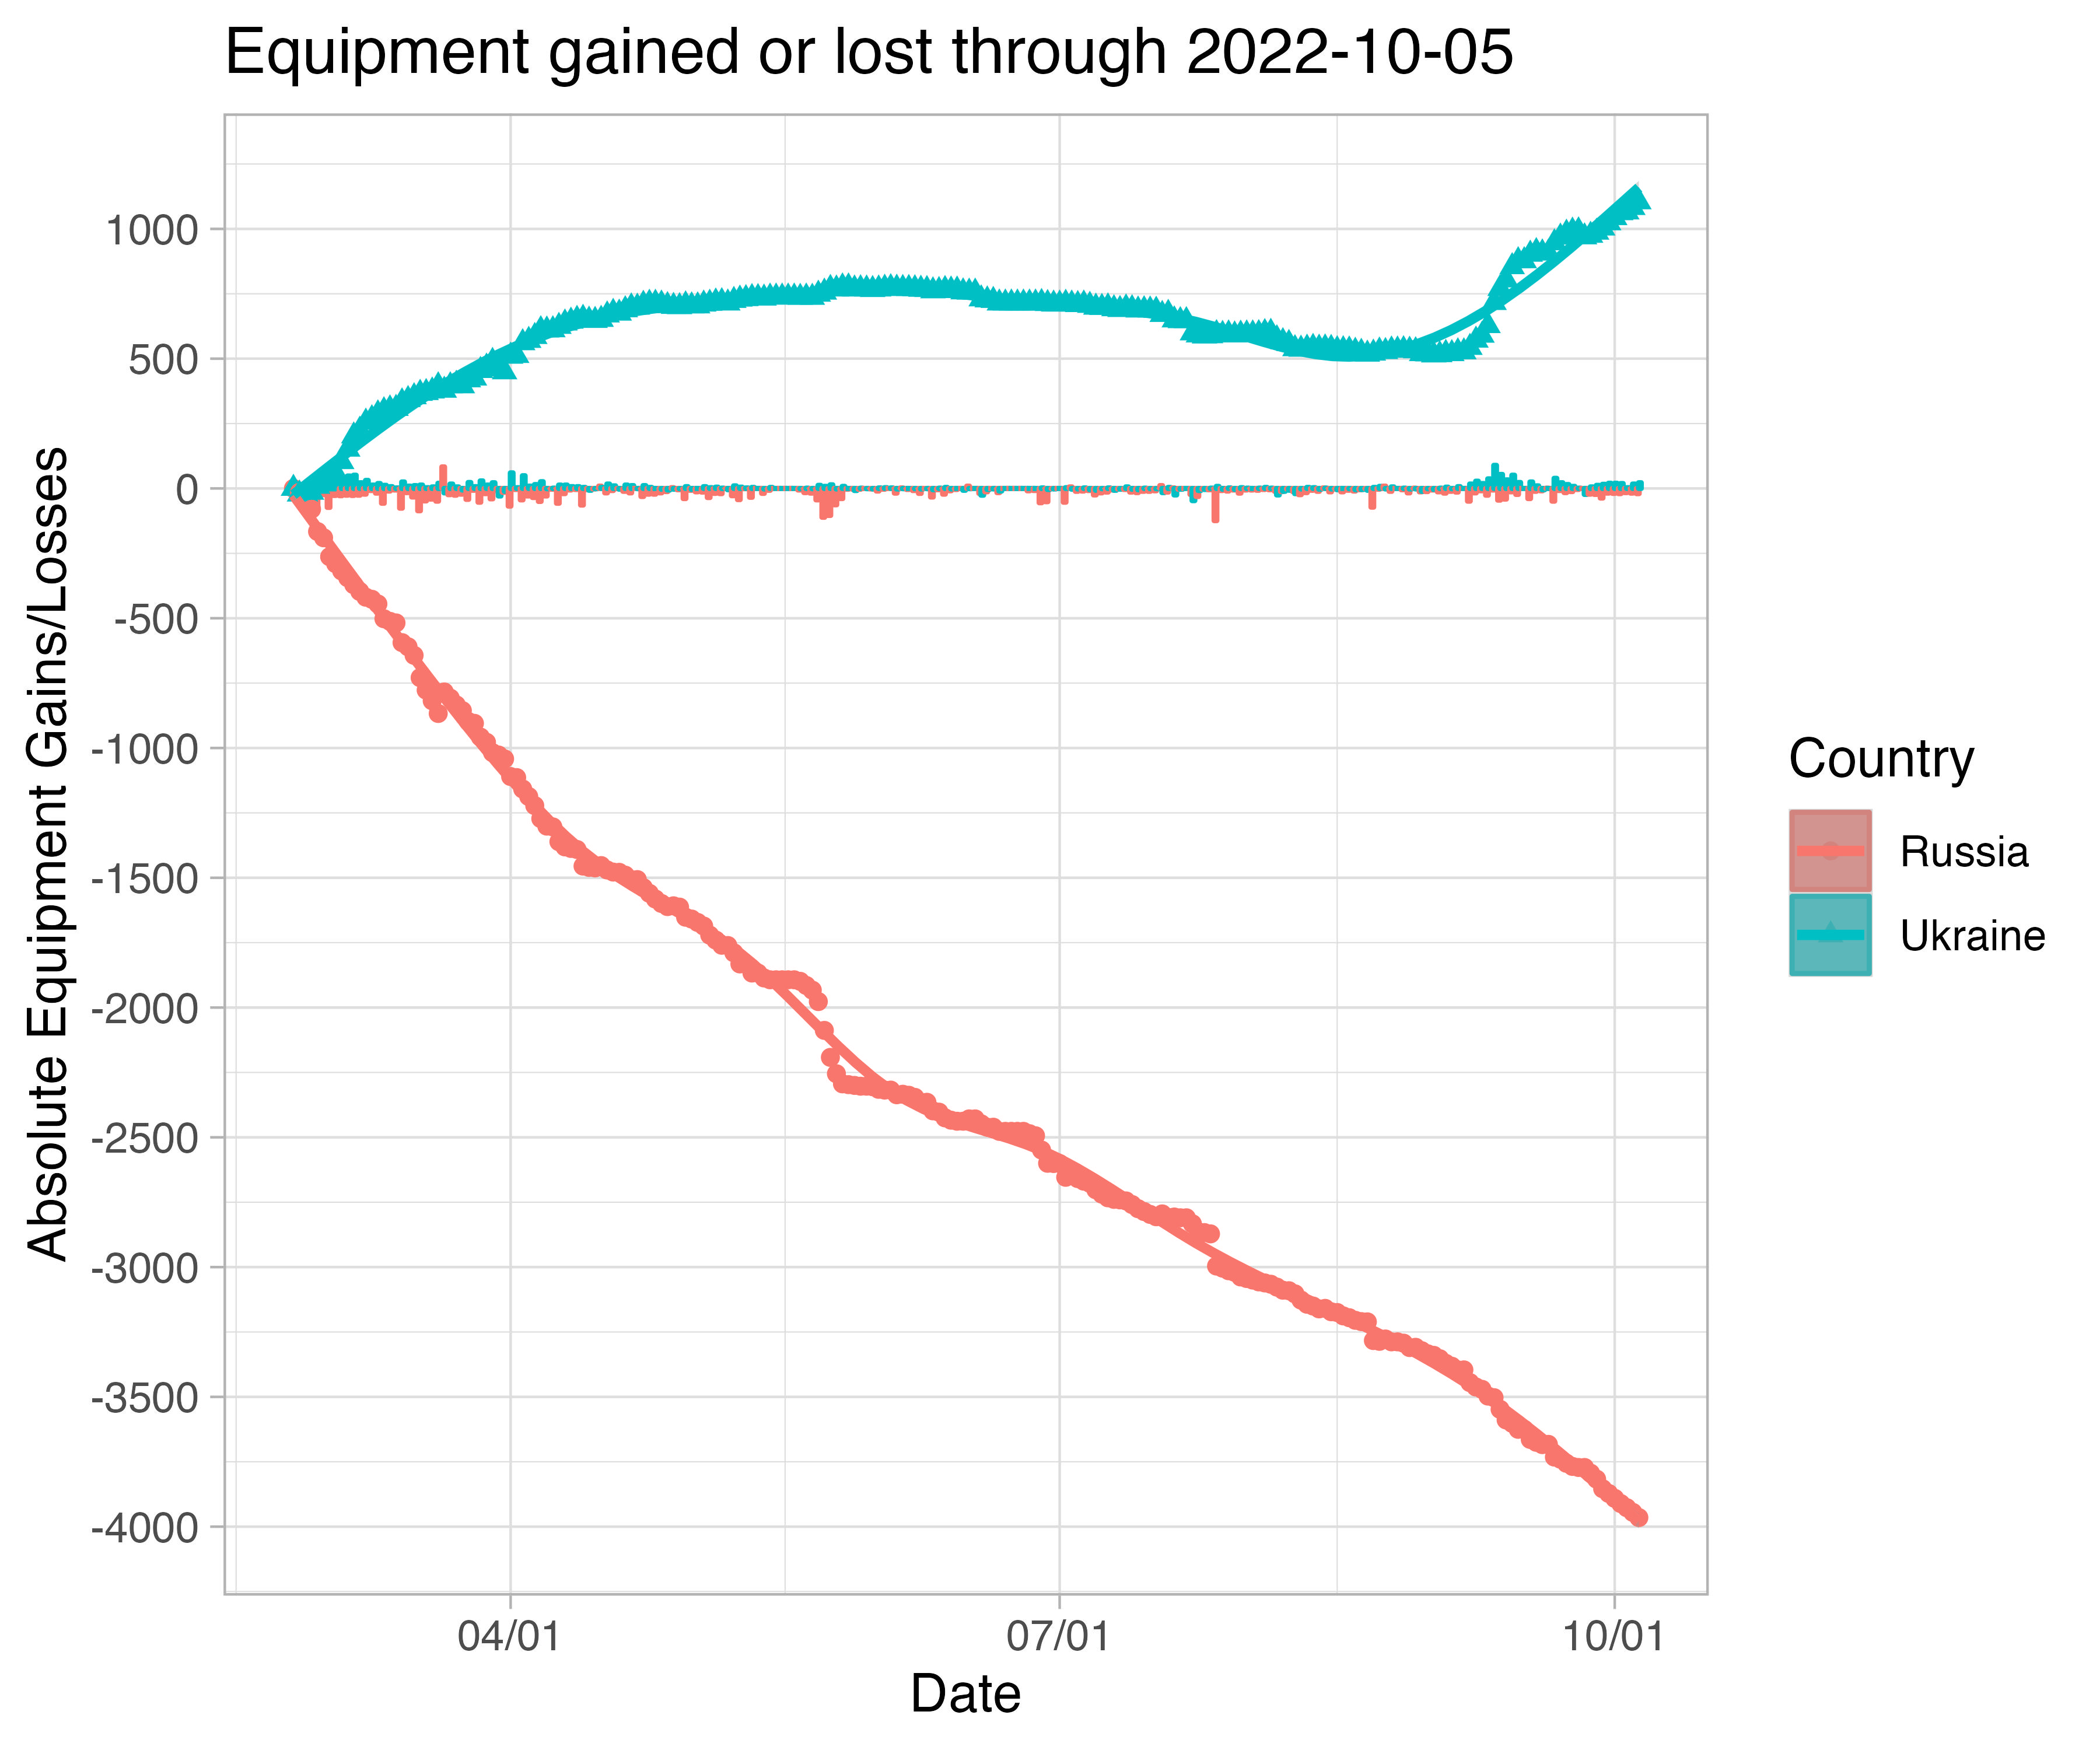 Equipment gained or lost through 2022-10-05
Absolute Equipment Gains/Losses
1000
500
0
-500
-1000
-1500
-2000
-2500
-3000
-3500
-4000
04/01
07/01
10/01
Date
Country
Russia
Ukraine